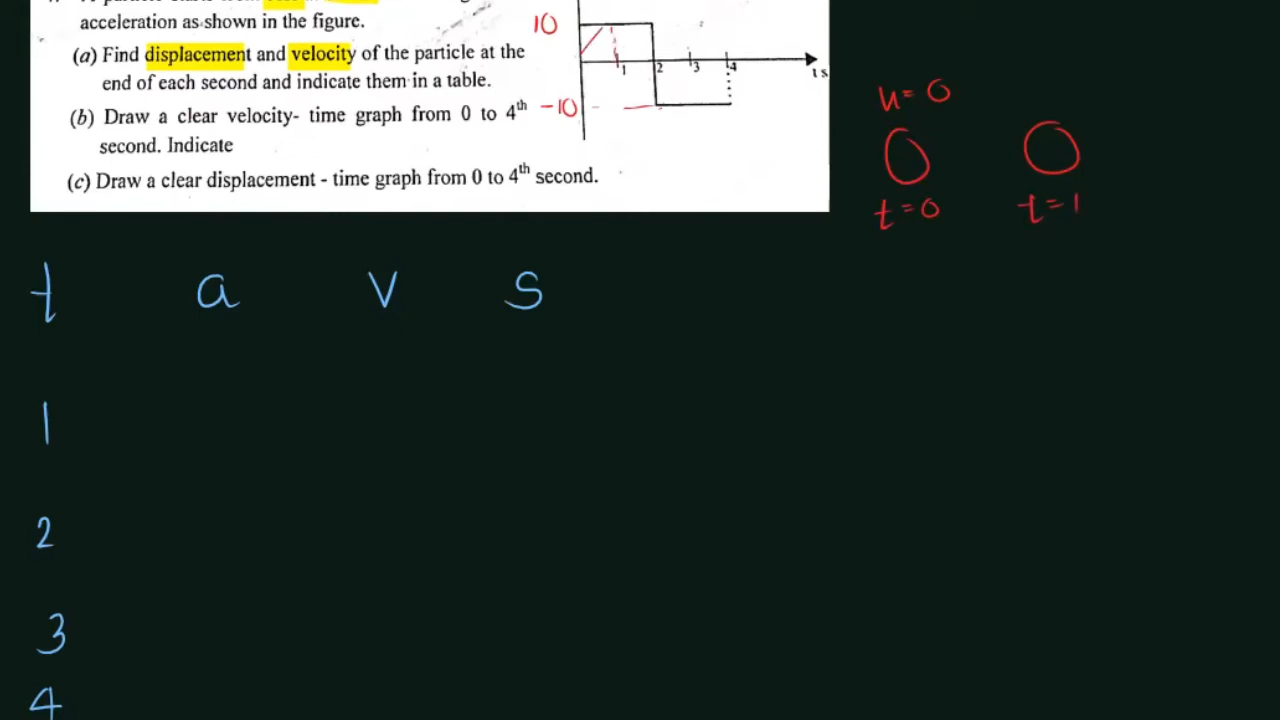 acceleration as shown in the figure.
(a) Find displacement and velocity of the particle at the
end of each second and indicate them in a table.
(b) Draw a clear velocity- time graph from 0 to 4th
second. Indicate
(c) Draw a clear displacement - time graph from 0 to 4th second.
10
-10
1 2 3 4
t s
u = 0
t = 0 t = 1
t a v s
1
2
3
4